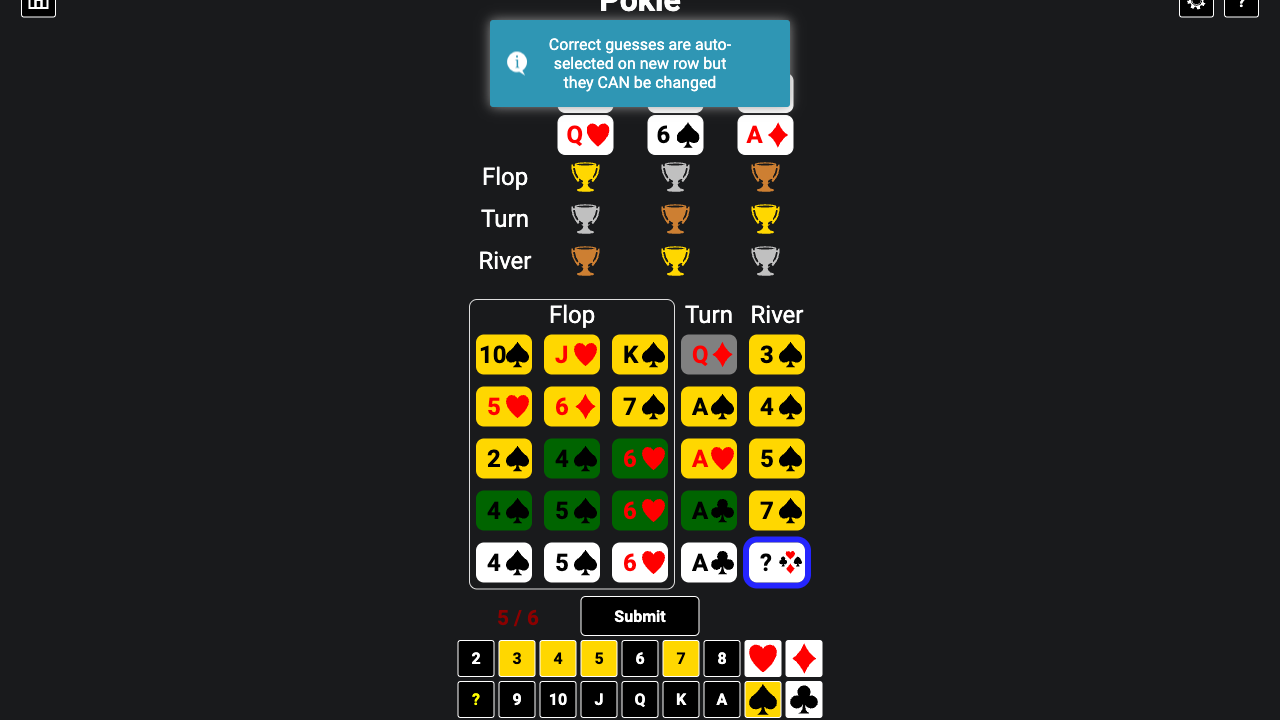 Pokle
?
Correct guesses are auto-
selected on new row but
they CAN be changed
Q 6 A
Flop
Turn
River
Flop Turn River
10 J K Q 3
5 6 7 A 4
2 4 6 A 5
4 5 6 A 7
4 5 6 A ?
5 / 6 Submit
2 3 4 5 6 7 8
? 9 10 J Q K A